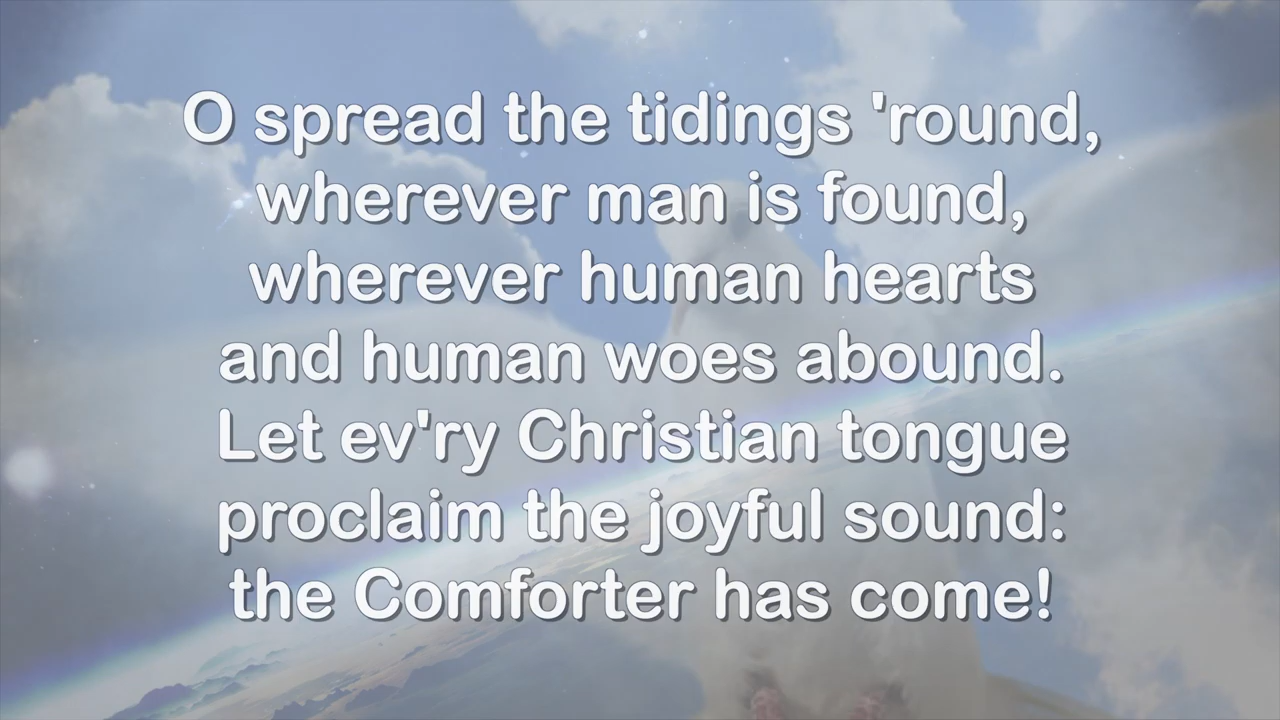 O spread the tidings 'round,
wherever man is found,
wherever human hearts
and human woes abound.
Let ev'ry Christian tongue
proclaim the joyful sound:
the Comforter has come!